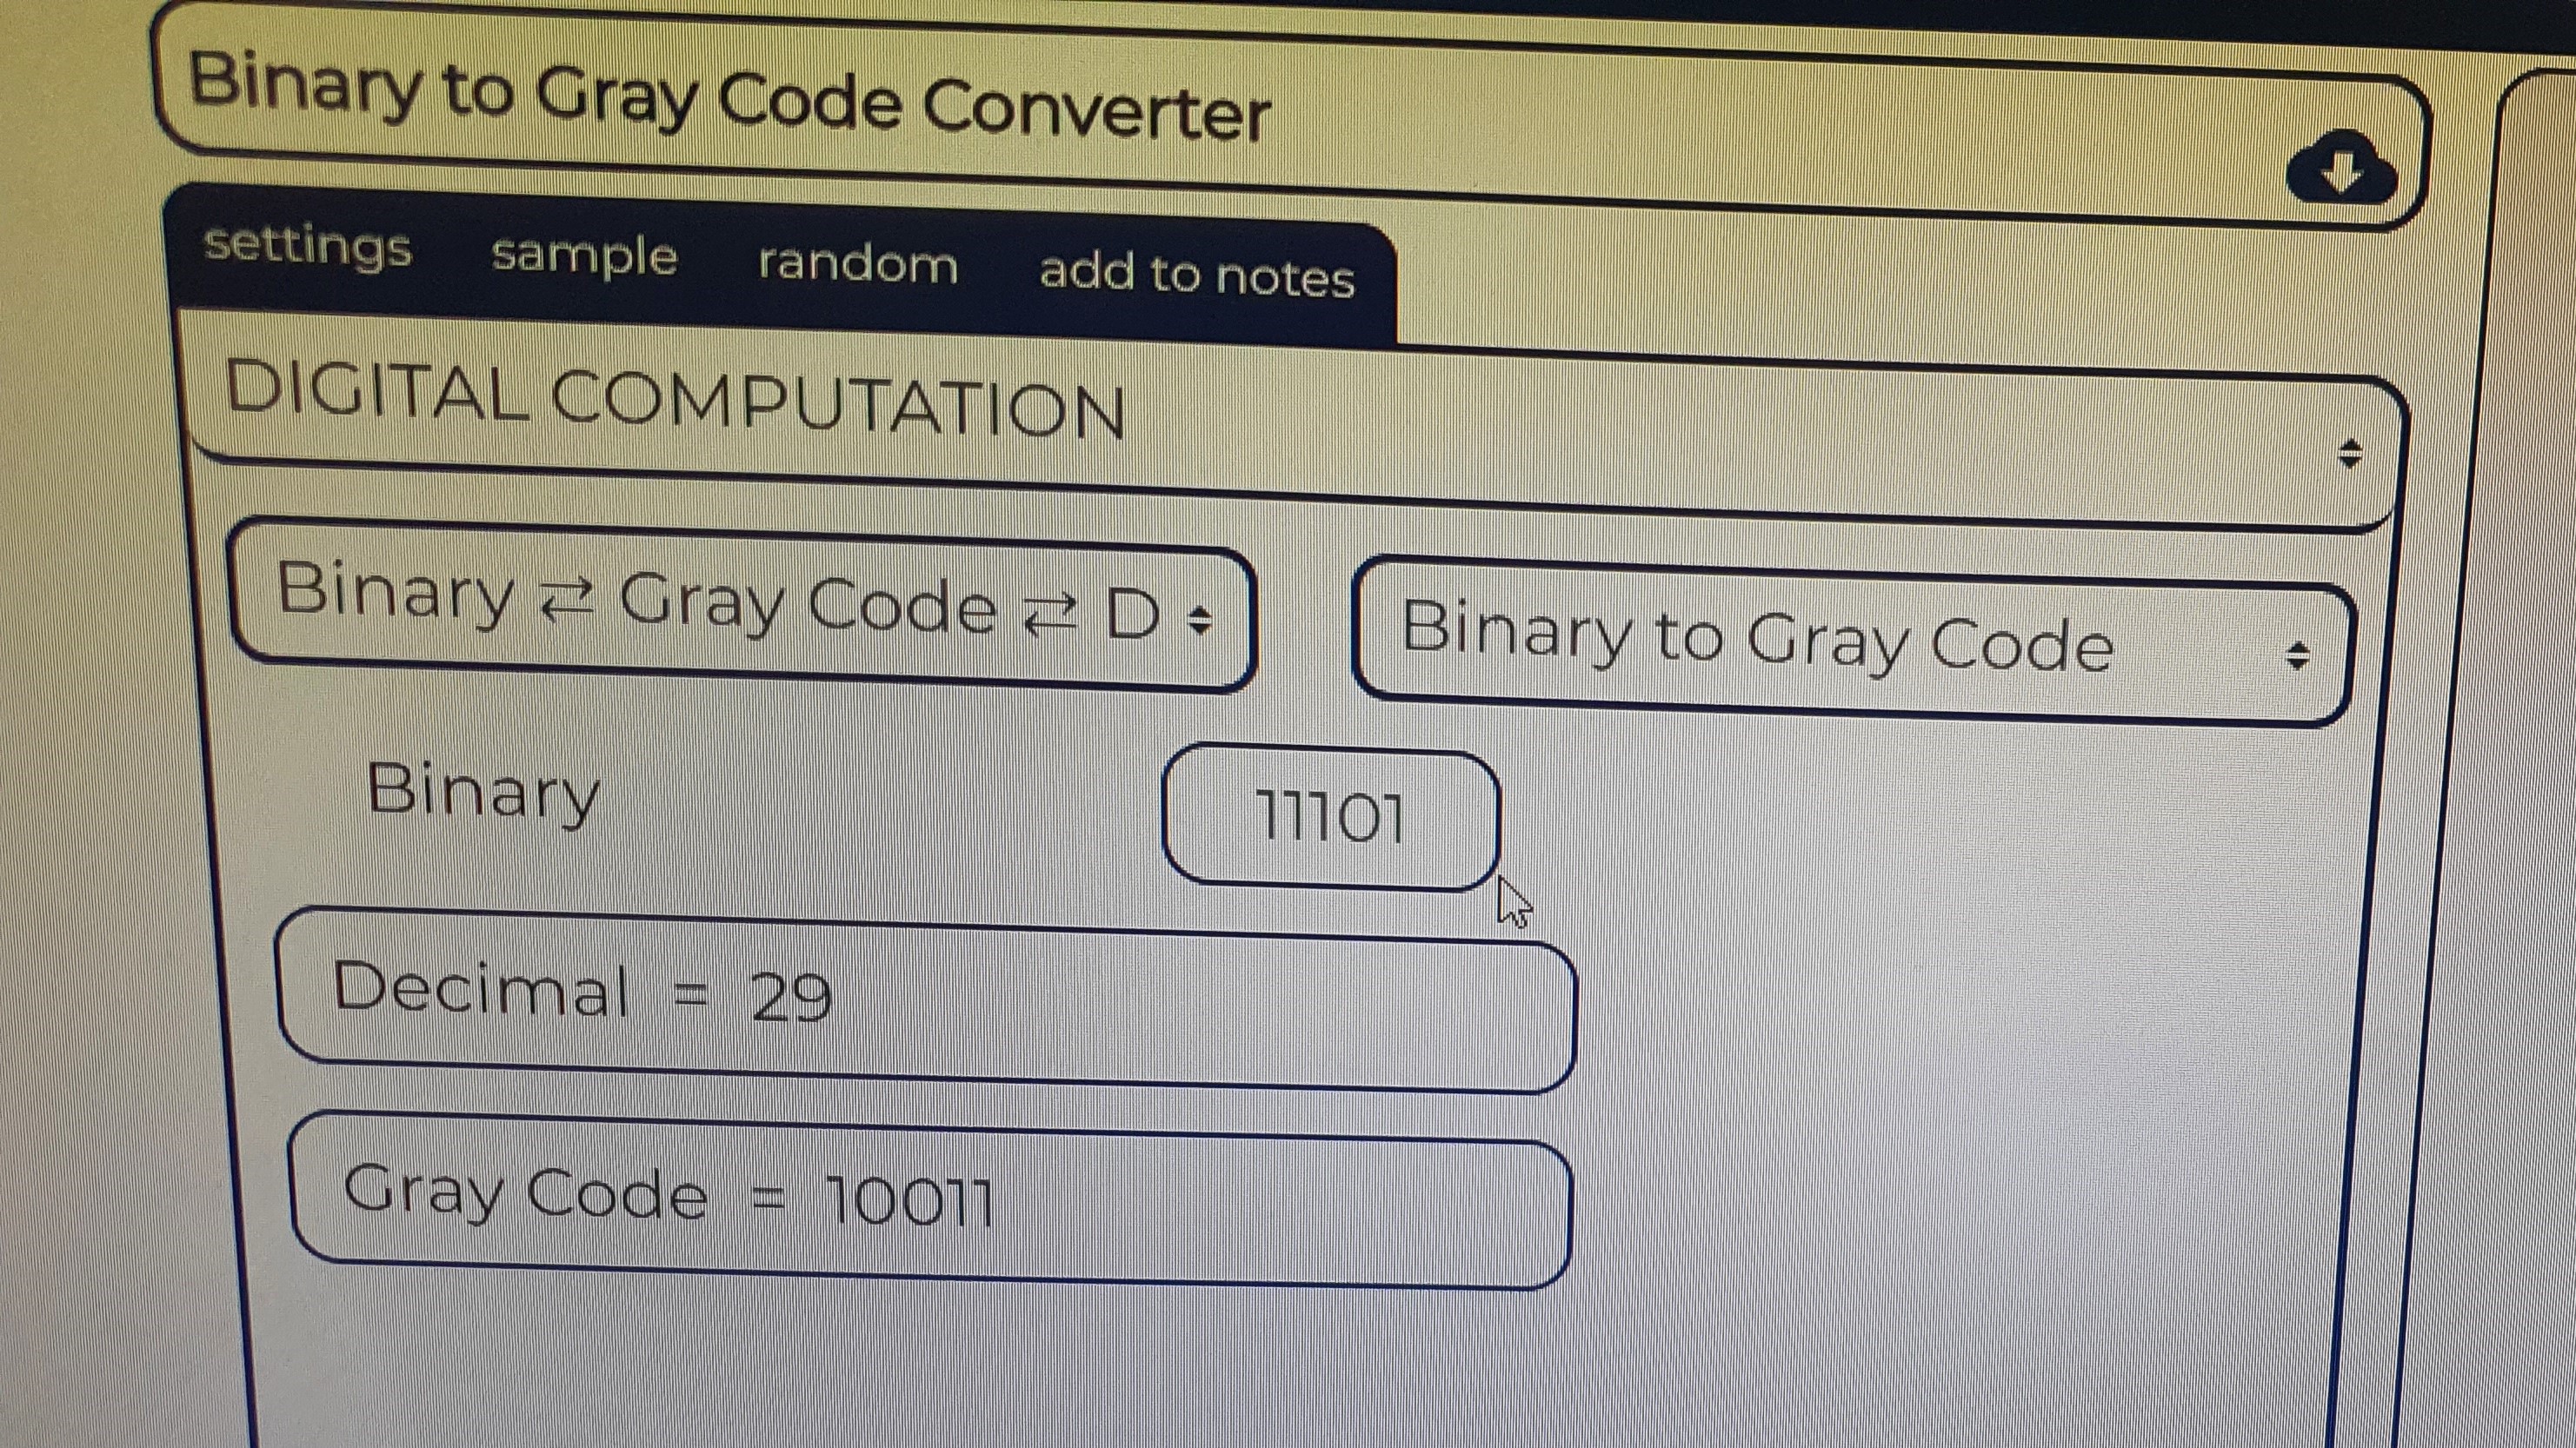 Binary to Gray Code Converter
settings sample random add to notes
DIGITAL COMPUTATION
Binary ⇄ Gray Code ⇄ D Binary to Gray Code
Binary 11101
Decimal = 29
Gray Code = 10011